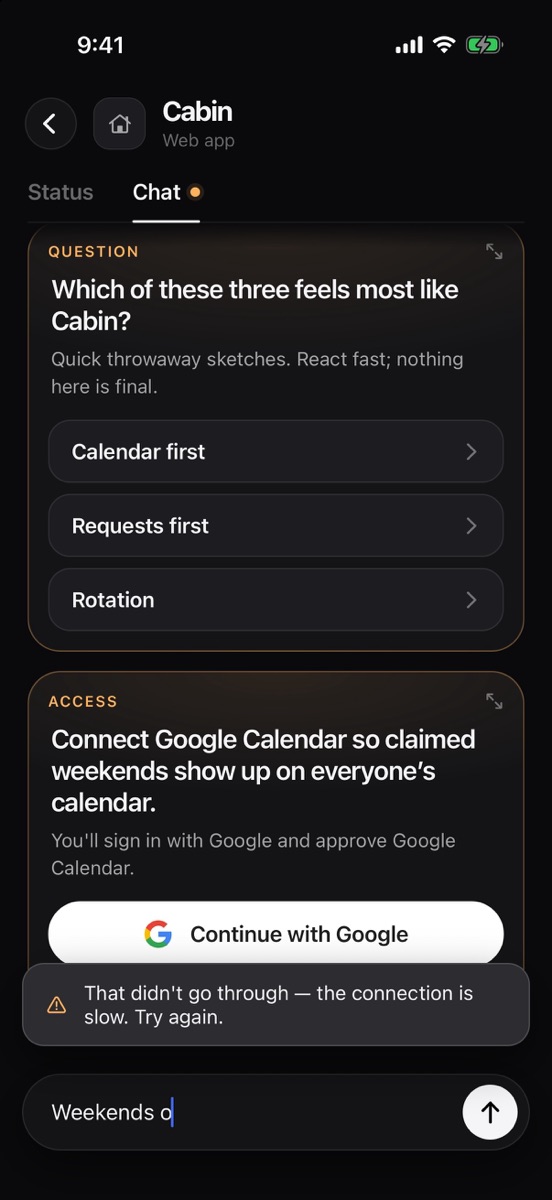 9:41
Cabin
Web app
Status Chat
QUESTION
Which of these three feels most like
Cabin?
Quick throwaway sketches. React fast; nothing
here is final.
Calendar first
Requests first
Rotation
ACCESS
Connect Google Calendar so claimed
weekends show up on everyone’s
calendar.
You'll sign in with Google and approve Google
Calendar.
Continue with Google
That didn't go through — the connection is
slow. Try again.
Weekends o